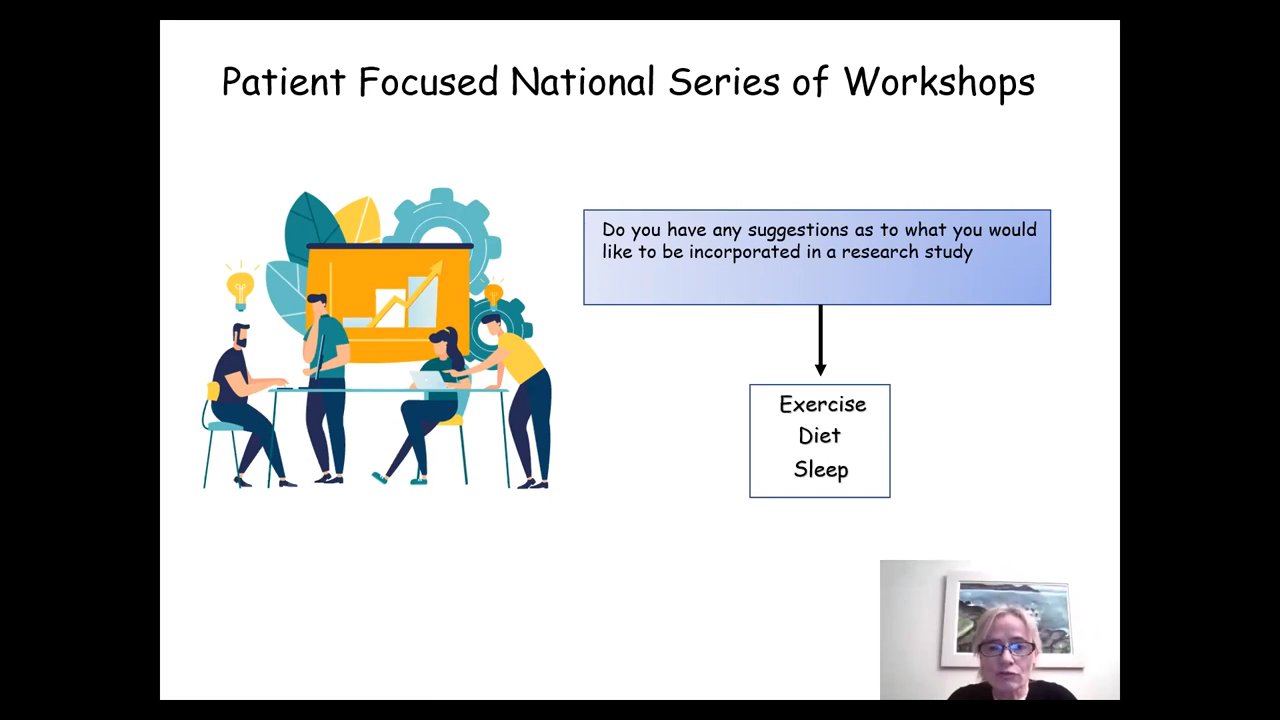 Patient Focused National Series of Workshops
Do you have any suggestions as to what you would
like to be incorporated in a research study
Exercise
Diet
Sleep